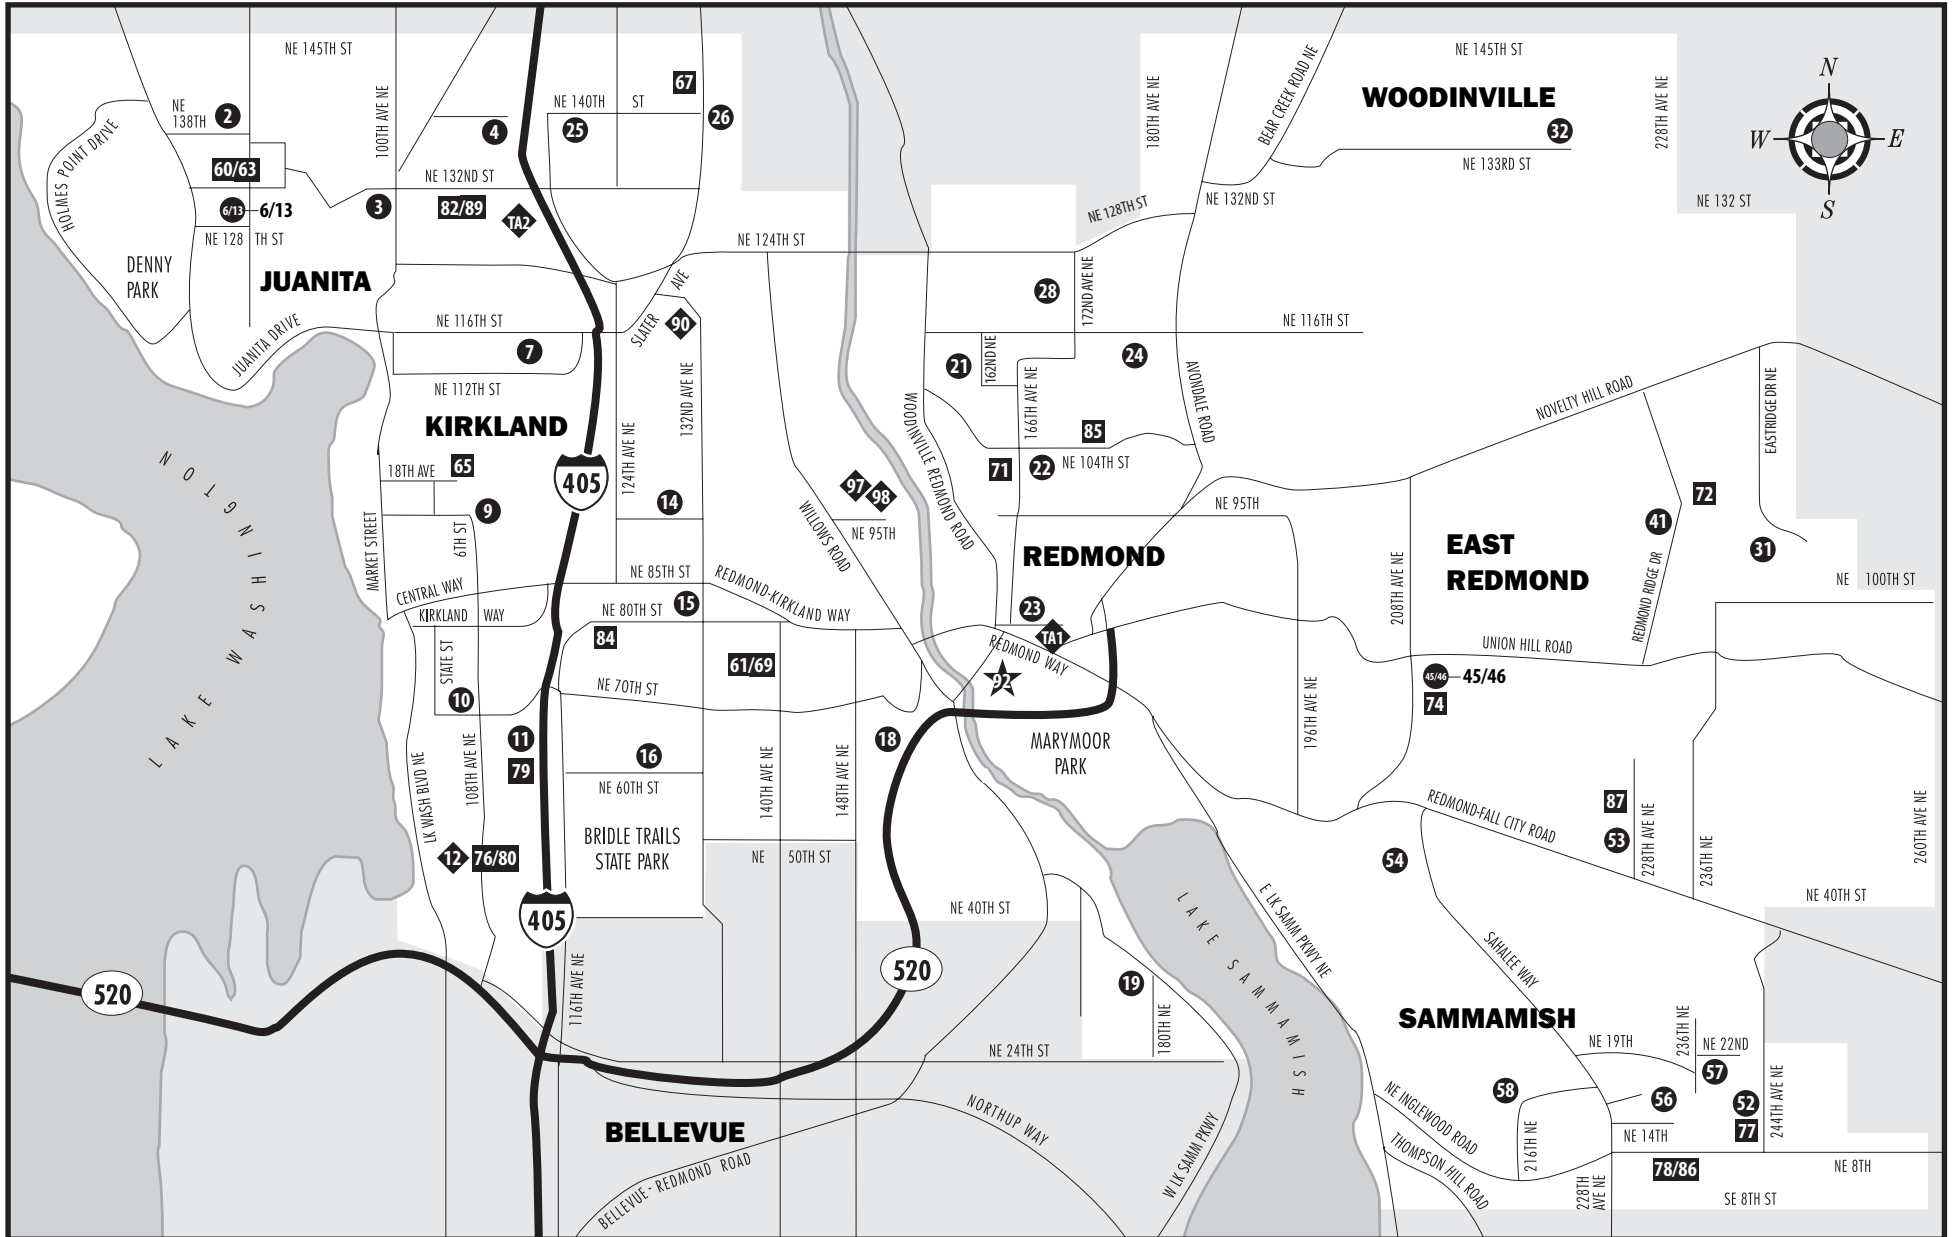 NE 145TH ST
NE 145TH ST
N
W
E
S
NE
138TH
2
100TH AVE NE
4
NE 140TH ST
25
67
26
180TH AVE NE
BEAR CREEK ROAD NE
WOODINVILLE
32
228TH AVE NE
HOLMES POINT DRIVE
60/63
NE 132ND ST
NE 133RD ST
6/13
6/13
3
82/89
TA2
NE 128TH ST
NE 132ND ST
NE 132 ST
NE 128 TH ST
NE 124TH ST
DENNY
PARK
JUANITA
SLATER AVE
28
172ND AVE NE
JUANITA DRIVE
NE 116TH ST
90
NE 116TH ST
7
21
162ND NE
24
NE 112TH ST
132ND AVE NE
166TH AVE NE
AVONDALE ROAD
NOVELTY HILL ROAD
EASTRIDGE DR NE
KIRKLAND
124TH AVE NE
WOODINVILLE REDMOND ROAD
85
18TH AVE
65
405
71
22
NE 104TH ST
LAKE WASHINGTON
97
98
72
9
14
WILLOWS ROAD
NE 95TH
NE 95TH
41
MARKET STREET
6TH ST
REDMOND
EAST
REDMOND
31
NE 85TH ST
REDMOND-KIRKLAND WAY
208TH AVE NE
REDMOND RIDGE DR
NE 100TH ST
CENTRAL WAY
KIRKLAND WAY
NE 80TH ST
15
23
TA1
84
REDMOND WAY
UNION HILL ROAD
STATE ST
61/69
92
45/46
45/46
10
NE 70TH ST
74
11
18
MARYMOOR
PARK
196TH AVE NE
79
16
LK WASH BLVD NE
108TH AVE NE
NE 60TH ST
140TH AVE NE
148TH AVE NE
REDMOND-FALL CITY ROAD
87
53
228TH AVE NE
236TH NE
260TH AVE NE
BRIDLE TRAILS
STATE PARK
12
76/80
NE 50TH ST
54
405
NE 40TH ST
LAKE SAMMAMISH
E LK SAMM PKWY NE
NE 40TH ST
SAHALEE WAY
520
520
19
116TH AVE NE
180TH NE
SAMMAMISH
236TH NE
NE 24TH ST
NE 19TH
NE 22ND
57
58
56
52
77
244TH AVE NE
NORTHUP WAY
NE INGLEWOOD ROAD
BELLEVUE
W LK SAMM PKWY
THOMPSON HILL ROAD
216TH NE
NE 14TH
BELLEVUE - REDMOND ROAD
78/86
NE 8TH
228TH
AVE NE
SE 8TH ST